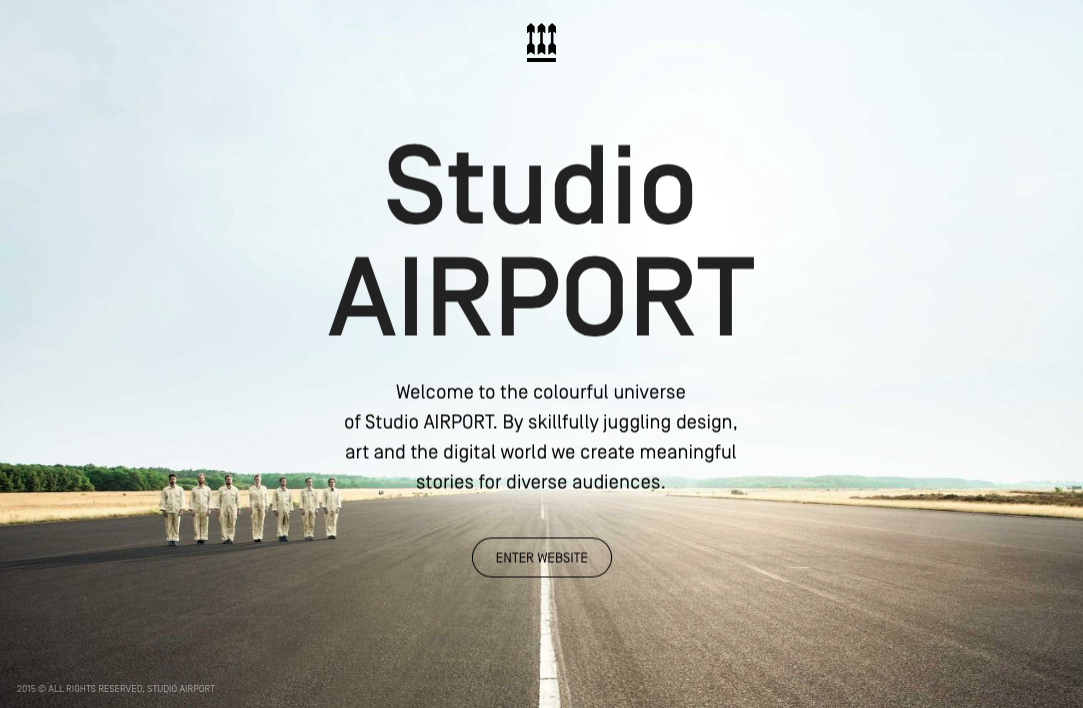 Studio
AIRPORT
Welcome to the colourful universe
of Studio AIRPORT. By skillfully juggling design,
art and the digital world we create meaningful
stories for diverse audiences.
ENTER WEBSITE
2015 © ALL RIGHTS RESERVED, STUDIO AIRPORT